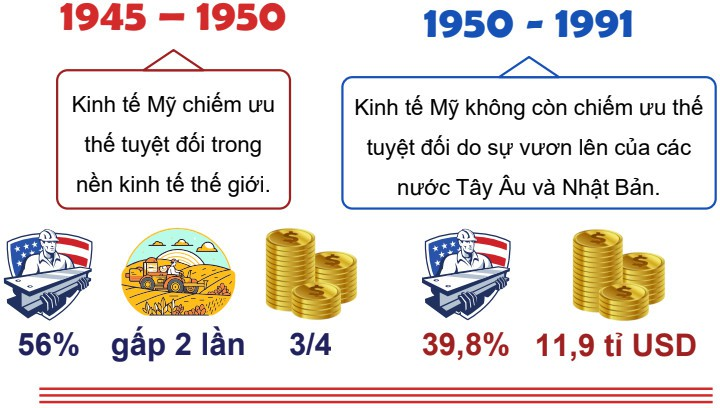 1945 – 1950
Kinh tế Mỹ chiếm ưu
thế tuyệt đối trong
nền kinh tế thế giới.
56%
gấp 2 lần
3/4
1950 - 1991
Kinh tế Mỹ không còn chiếm ưu thế
tuyệt đối do sự vươn lên của các
nước Tây Âu và Nhật Bản.
39,8%
11,9 tỉ USD